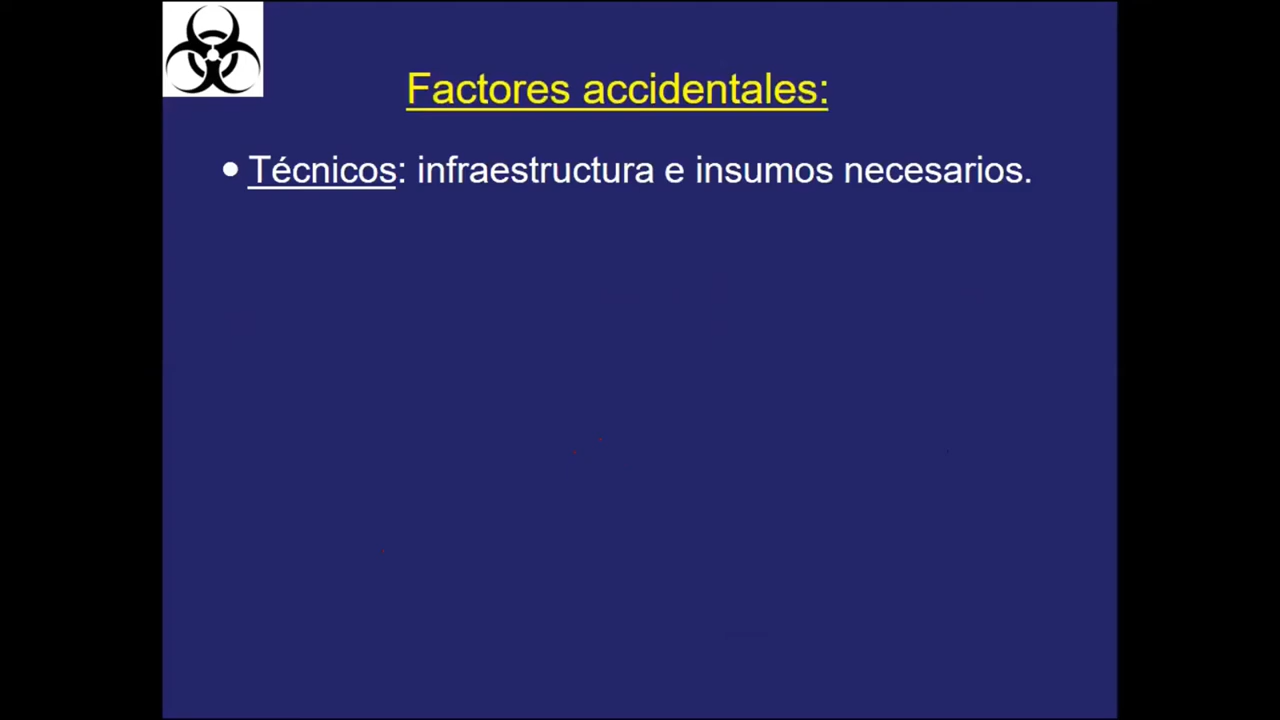 Factores accidentales:
• Técnicos: infraestructura e insumos necesarios.